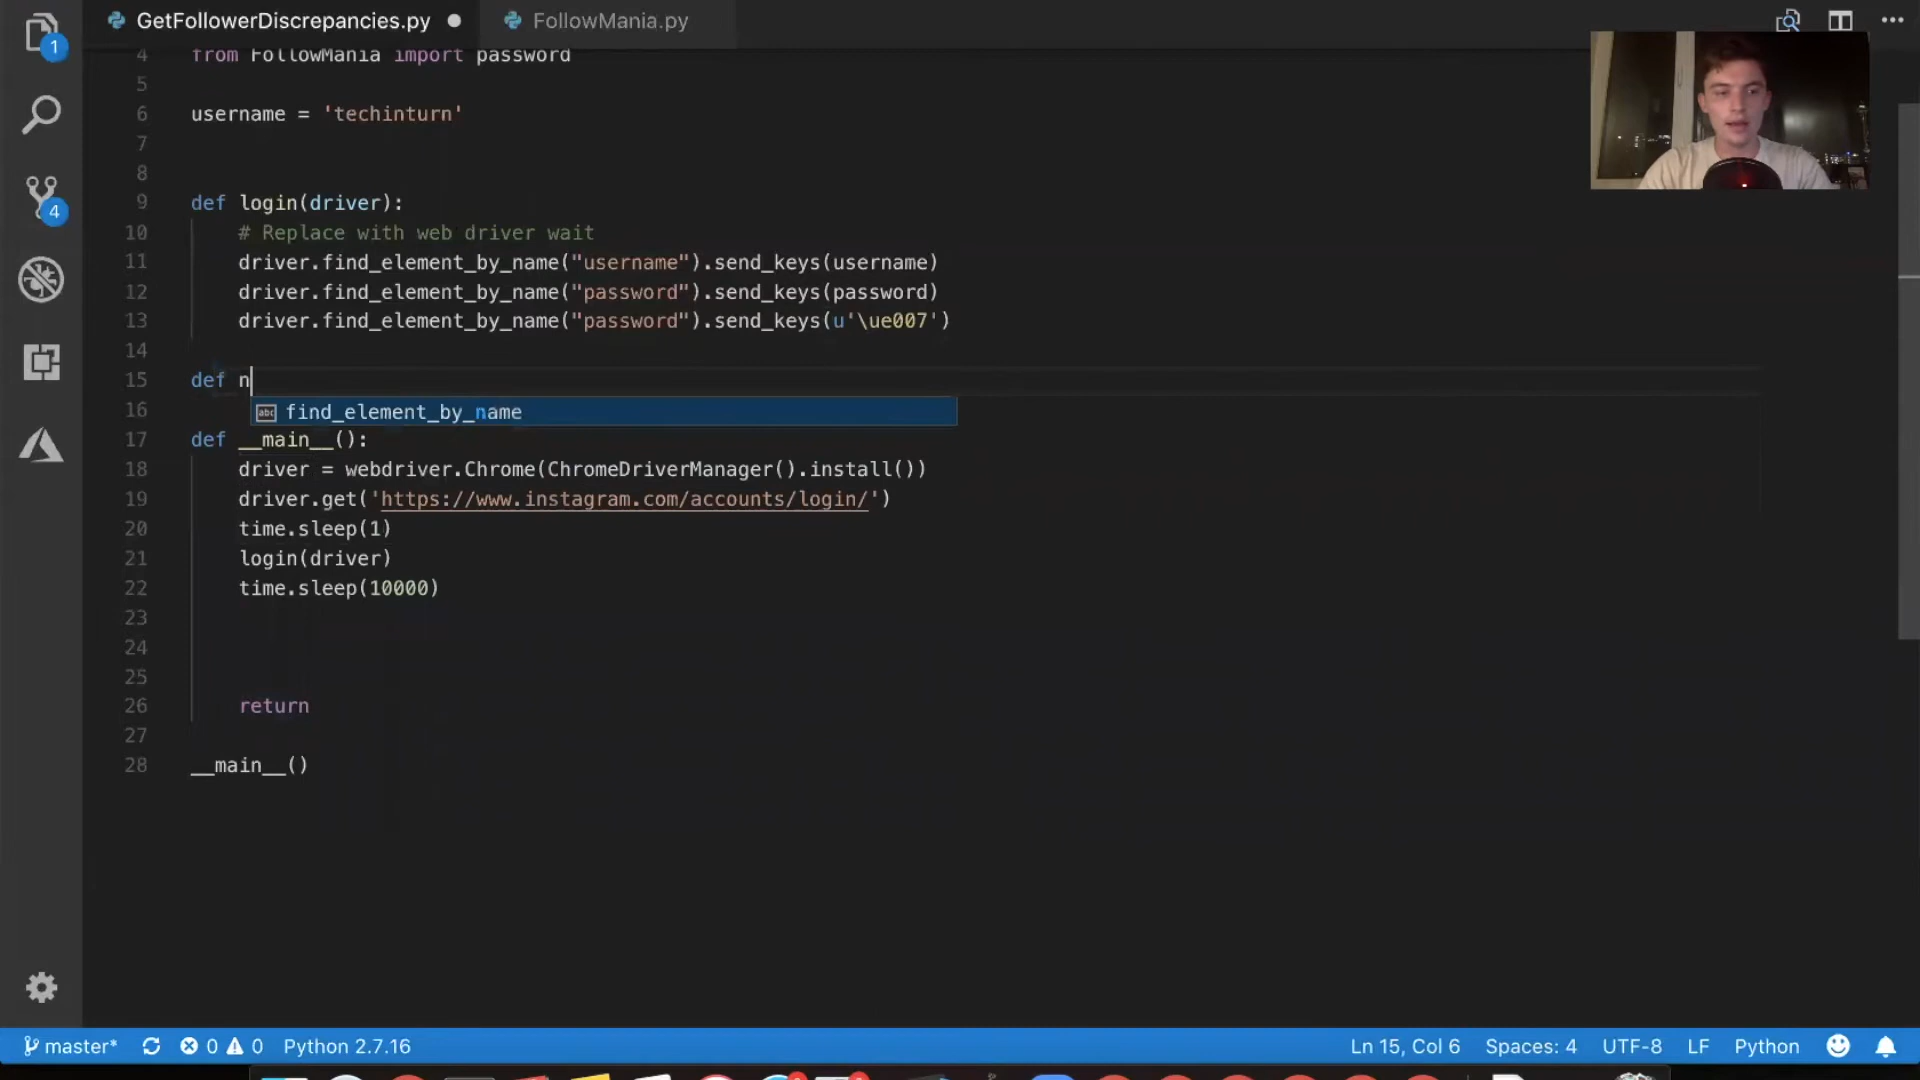 GetFollowerDiscrepancies.py
FollowMania.py
1
4 from FollowMania import password
5
6 username = 'techinturn'
7
8
9 def login(driver):
10 # Replace with web driver wait
11 driver.find_element_by_name("username").send_keys(username)
12 driver.find_element_by_name("password").send_keys(password)
13 driver.find_element_by_name("password").send_keys(u'\ue007')
14
15 def n
16 find_element_by_name
17 def __main__():
18 driver = webdriver.Chrome(ChromeDriverManager().install())
19 driver.get('https://www.instagram.com/accounts/login/')
20 time.sleep(1)
21 login(driver)
22 time.sleep(10000)
23
24
25
26 return
27
28 __main__()
4
master* 0 0 Python 2.7.16 Ln 15, Col 6 Spaces: 4 UTF-8 LF Python